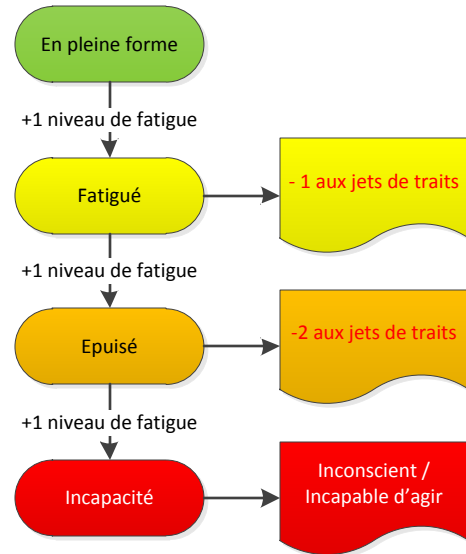 En pleine forme
+1 niveau de fatigue
Fatigué
- 1 aux jets de traits
+1 niveau de fatigue
Epuisé
-2 aux jets de traits
+1 niveau de fatigue
Incapacité
Inconscient /
Incapable d’agir